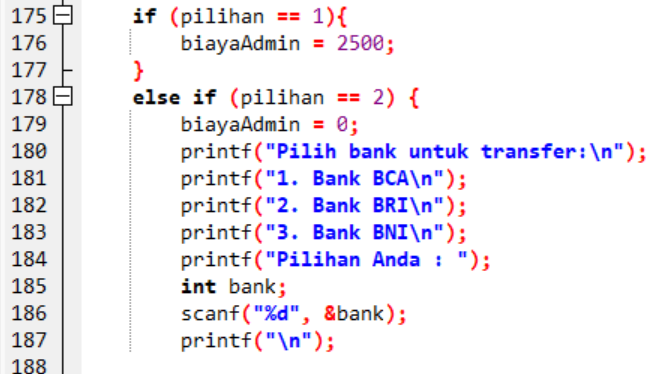 175 if (pilihan == 1){
176 biayaAdmin = 2500;
177 }
178 else if (pilihan == 2) {
179 biayaAdmin = 0;
180 printf("Pilih bank untuk transfer:\n");
181 printf("1. Bank BCA\n");
182 printf("2. Bank BRI\n");
183 printf("3. Bank BNI\n");
184 printf("Pilihan Anda : ");
185 int bank;
186 scanf("%d", &bank);
187 printf("\n");
188